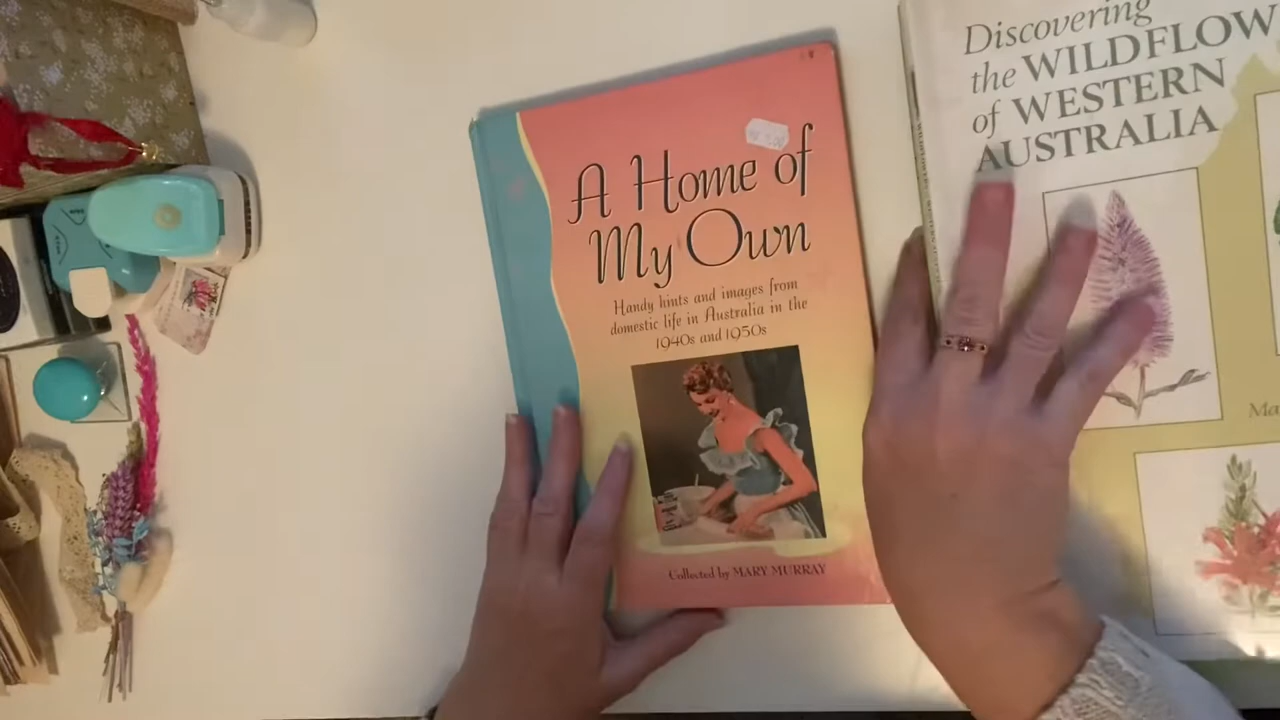 A Home of
My Own
Handy hints and images from
domestic life in Australia in the
1940s and 1950s
Collected by MARY MURRAY
Discovering
the WILDFLOW
of WESTERN
AUSTRALIA
Ma